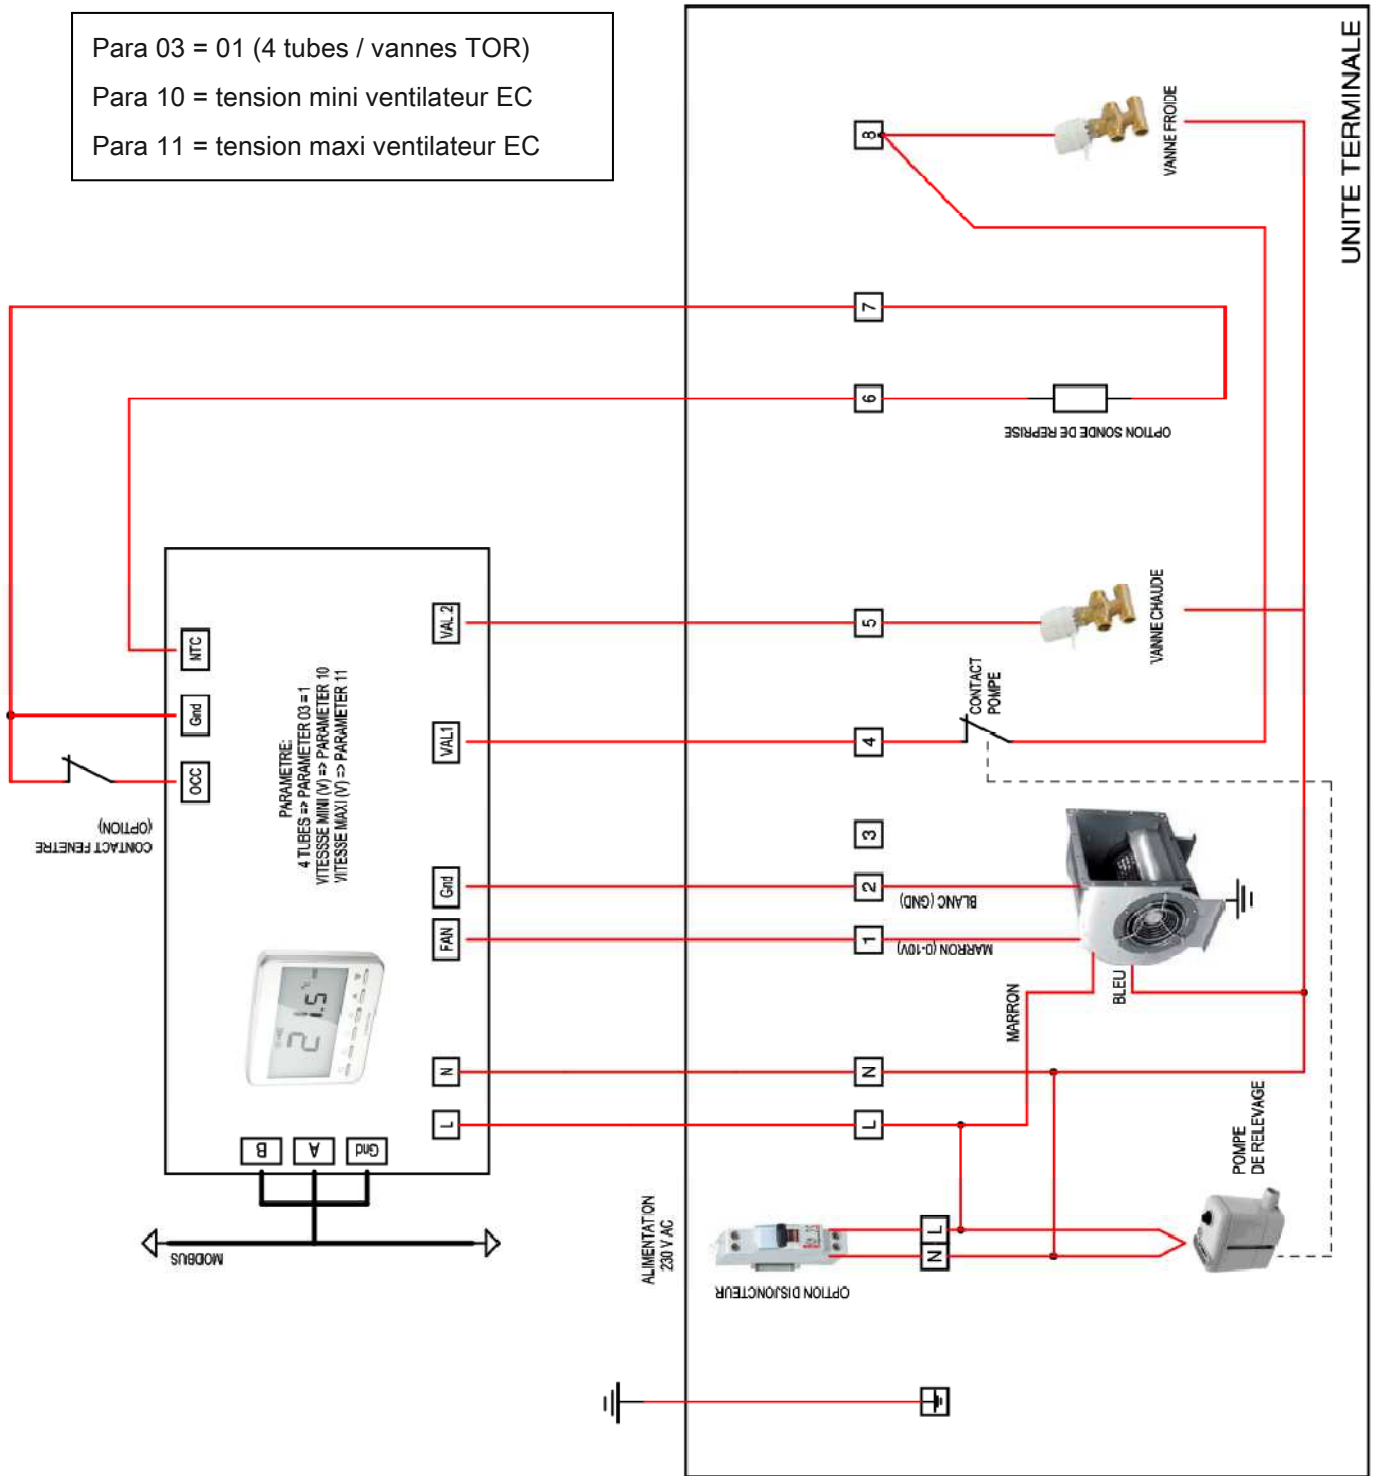 Para 03 = 01 (4 tubes / vannes TOR)
Para 10 = tension mini ventilateur EC
Para 11 = tension maxi ventilateur EC
UNITE TERMINALE
VANNE FROIDE
8
7
6
OPTION SONDE DE REPRISE
5
VANNE CHAUDE
CONTACT
POMPE
4
3
2
BLANC (GND)
1
MARRON (0-10V)
MARRON
BLEU
N
L
POMPE
DE RELEVAGE
ALIMENTATION
230 V AC
L
N
OPTION DISJONCTEUR
NTC
Gnd
OCC
CONTACT FENETRE
(OPTION)
PARAMETRE:
4 TUBES => PARAMETER 03 = 1
VITESSSE MINI (V) => PARAMETER 10
VITESSE MAXI (V) => PARAMETER 11
VAL 2
VAL1
Gnd
FAN
N
L
21.5
B
A
Gnd
MODBUS